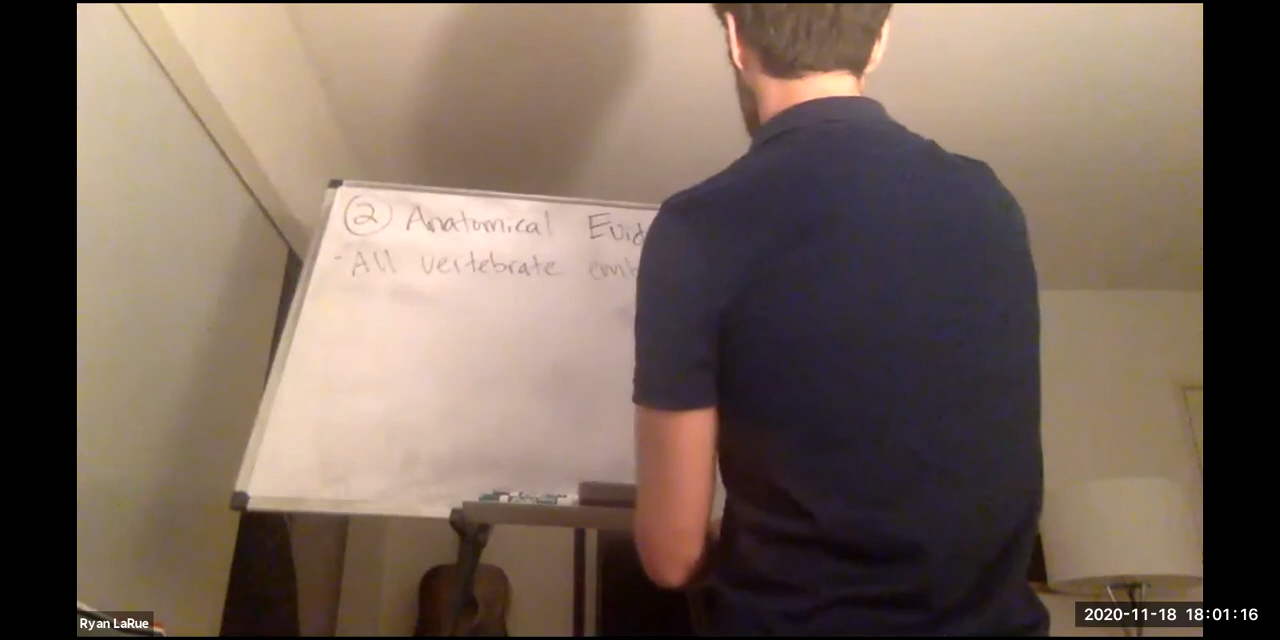 ② Anatomical Evid
- All vertebrate emb
Ryan LaRue
2020-11-18 18:01:16